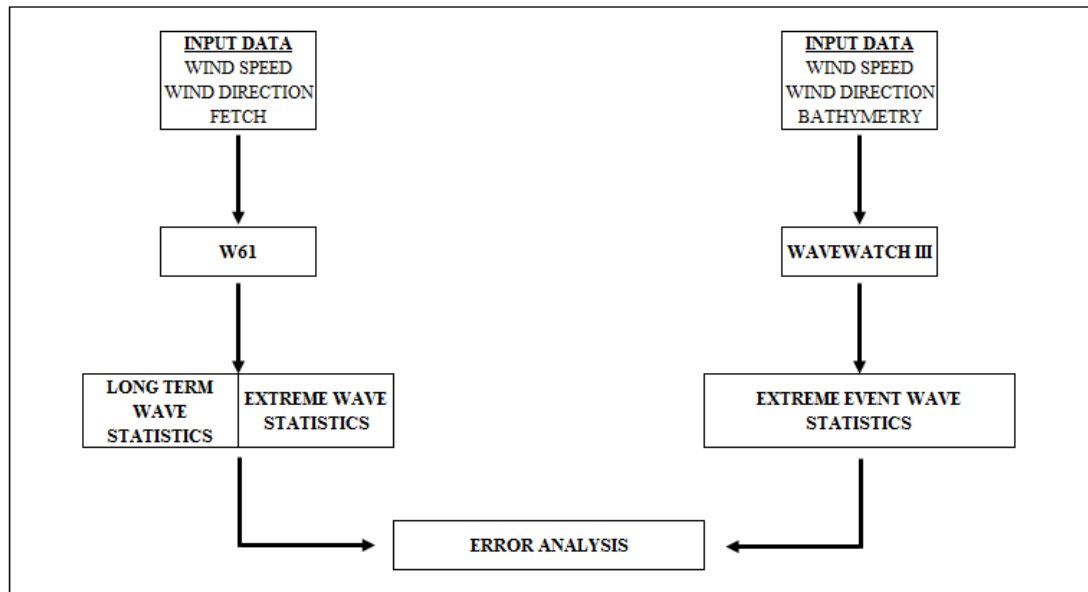 INPUT DATA
WIND SPEED
WIND DIRECTION
FETCH
INPUT DATA
WIND SPEED
WIND DIRECTION
BATHYMETRY
W61
WAVEWATCH III
LONG TERM
WAVE
STATISTICS
EXTREME WAVE
STATISTICS
EXTREME EVENT WAVE
STATISTICS
ERROR ANALYSIS